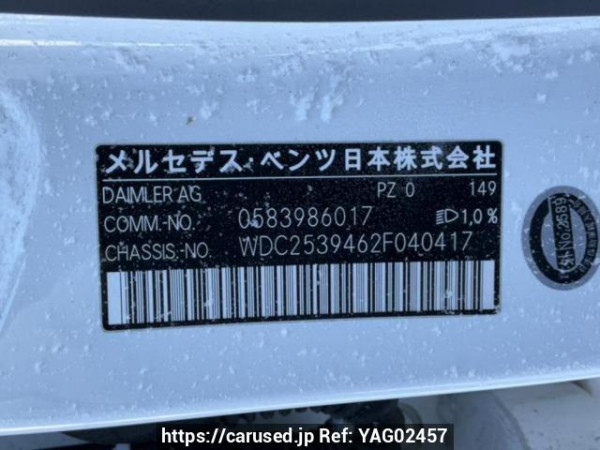 メルセデス・ベンツ日本株式会社
DAIMLER AG PZ 0 149
COMM.-NO. 0583986017 1,0%
CHASSIS.-NO. WDC2539462F040417
https://carused.jp Ref: YAG02457